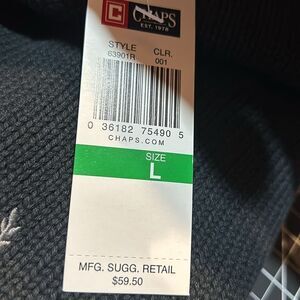 C CHAPS
EST. 1978
STYLE CLR.
63901R 001
0 36182 75490 5
CHAPS.COM
SIZE
L
MFG. SUGG. RETAIL
$59.50